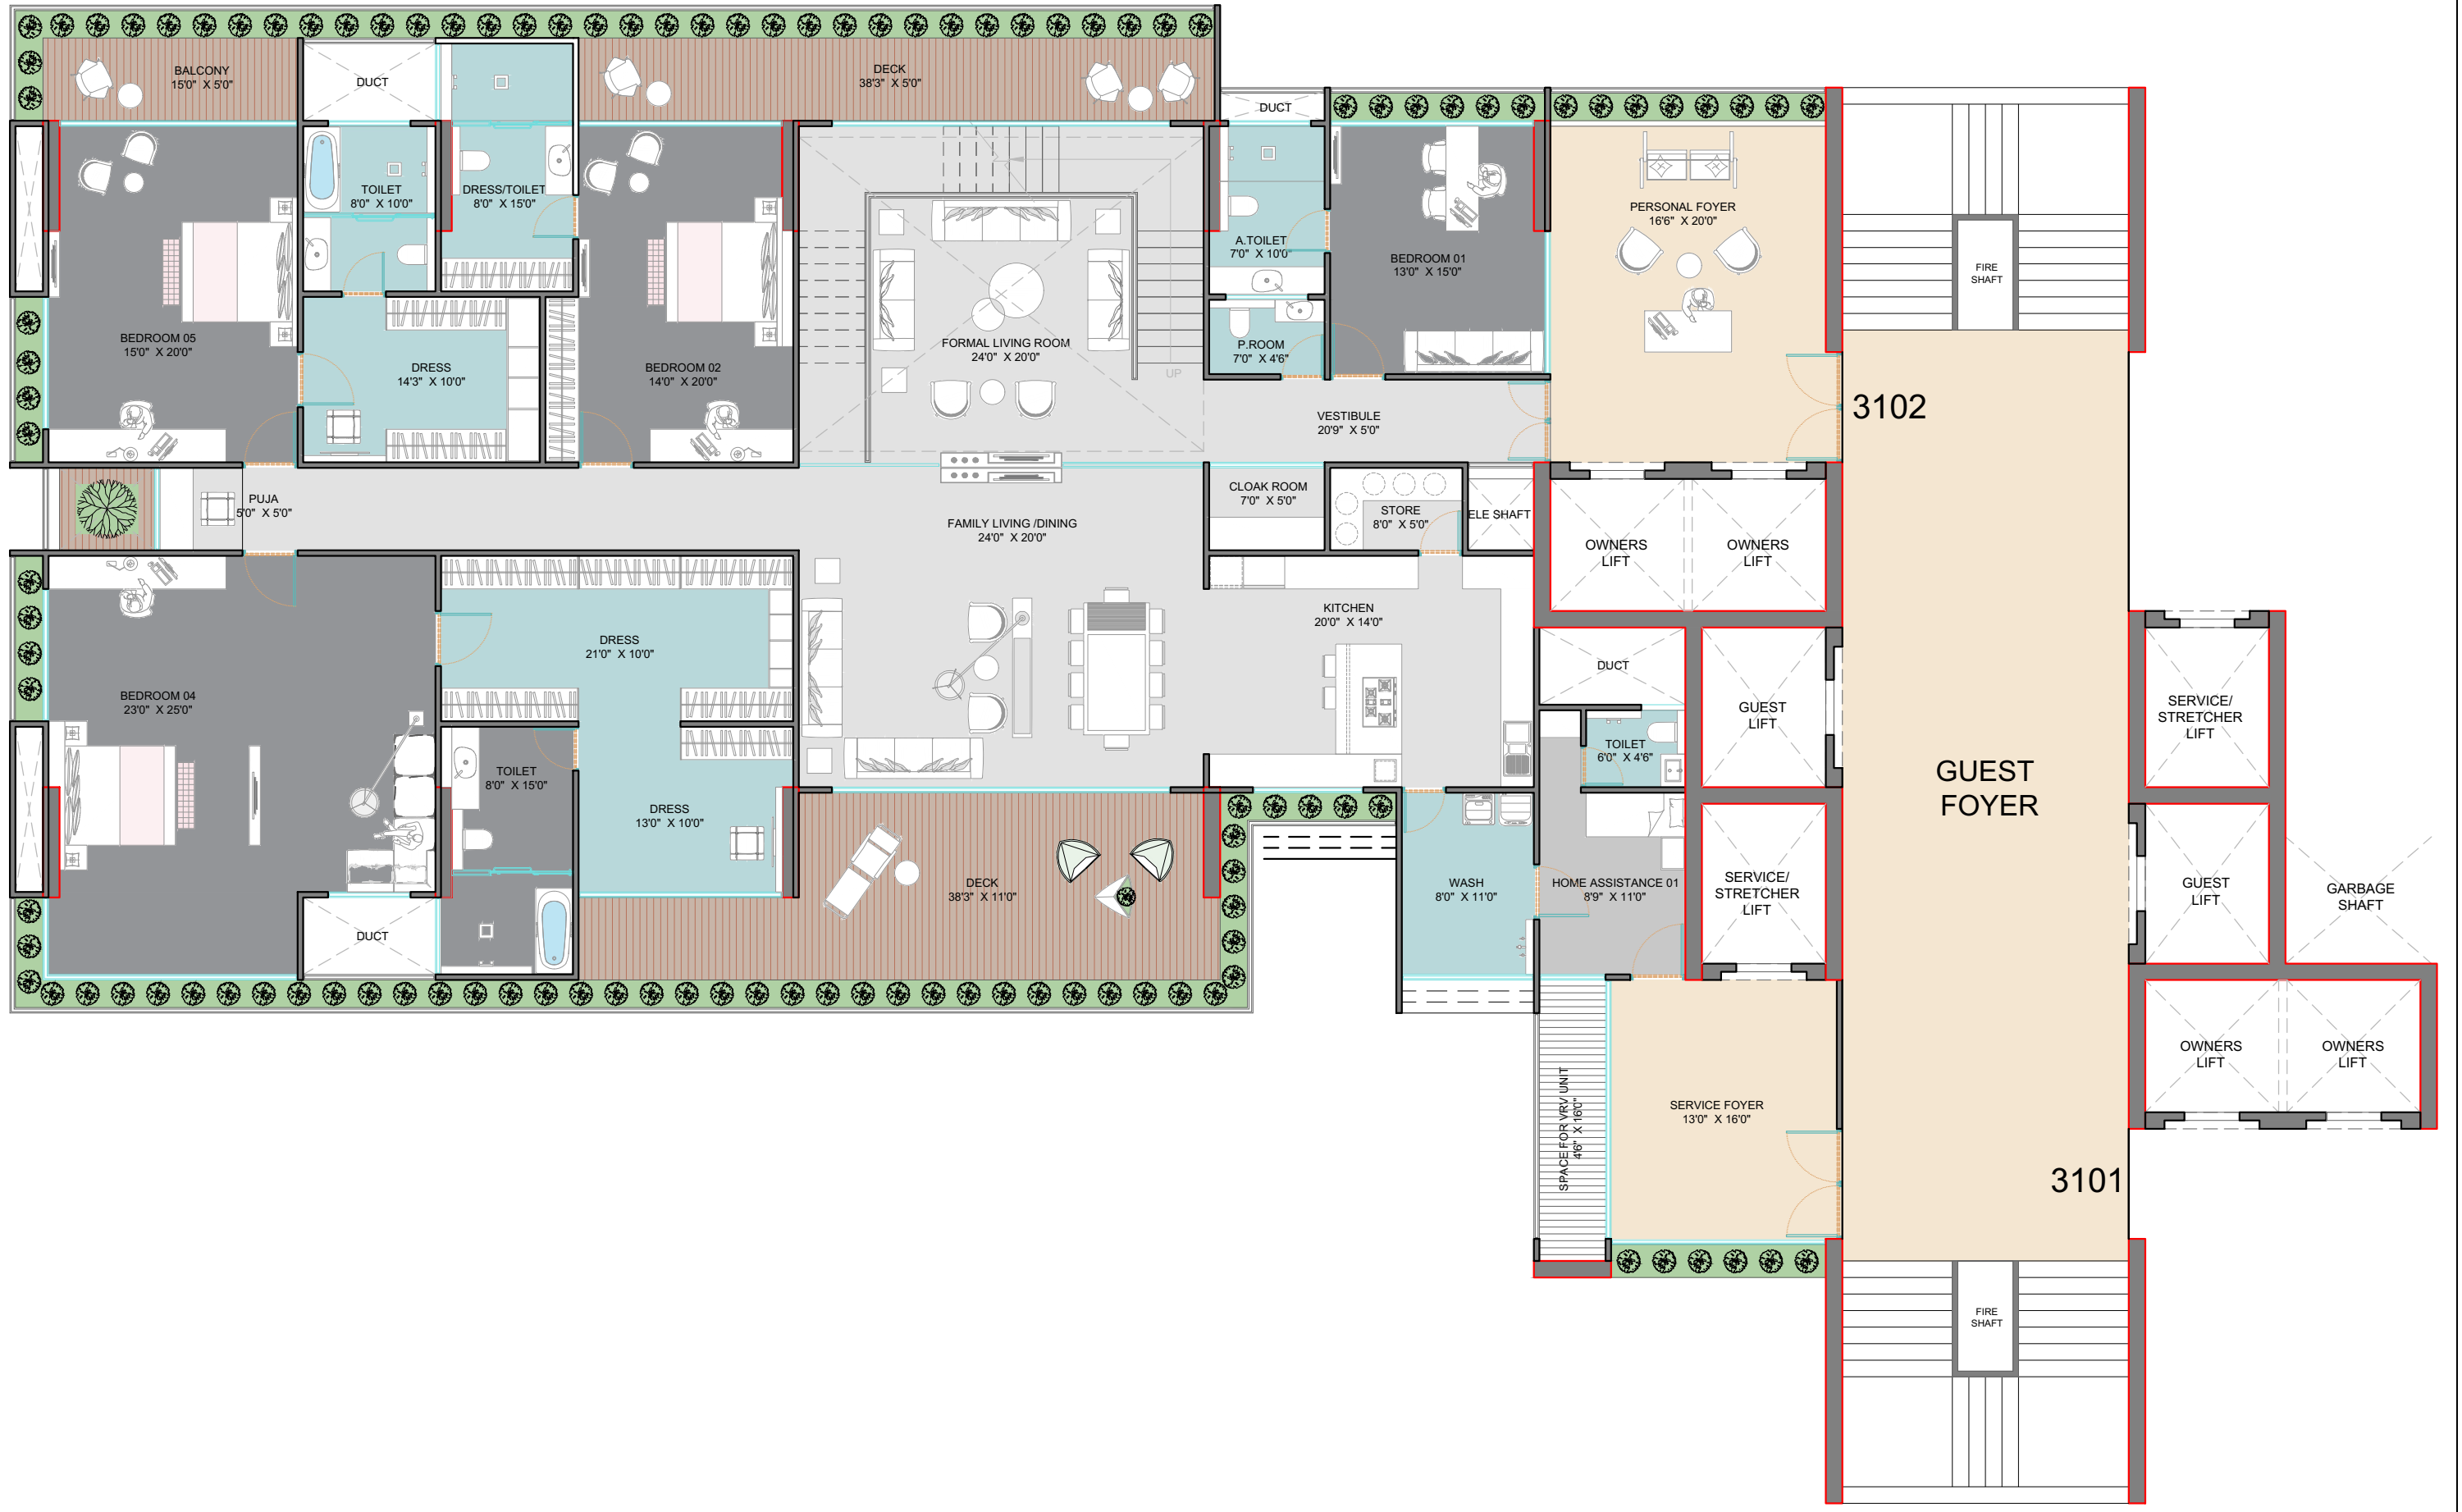 BALCONY
15'0" X 5'0"
DUCT
DECK
38'3" X 5'0"
DUCT
TOILET
8'0" X 10'0"
DRESS/TOILET
8'0" X 15'0"
A.TOILET
7'0" X 10'0"
BEDROOM 01
13'0" X 15'0"
PERSONAL FOYER
16'6" X 20'0"
FIRE
SHAFT
BEDROOM 05
15'0" X 20'0"
DRESS
14'3" X 10'0"
BEDROOM 02
14'0" X 20'0"
FORMAL LIVING ROOM
24'0" X 20'0"
UP
P.ROOM
7'0" X 4'6"
VESTIBULE
20'9" X 5'0"
3102
PUJA
5'0" X 5'0"
FAMILY LIVING /DINING
24'0" X 20'0"
CLOAK ROOM
7'0" X 5'0"
STORE
8'0" X 5'0"
ELE SHAFT
OWNERS
LIFT
OWNERS
LIFT
KITCHEN
20'0" X 14'0"
DRESS
21'0" X 10'0"
BEDROOM 04
23'0" X 25'0"
DUCT
GUEST
LIFT
SERVICE/
STRETCHER
LIFT
TOILET
8'0" X 15'0"
TOILET
6'0" X 4'6"
GUEST
FOYER
DRESS
13'0" X 10'0"
DECK
38'3" X 11'0"
WASH
8'0" X 11'0"
HOME ASSISTANCE 01
8'9" X 11'0"
SERVICE/
STRETCHER
LIFT
GUEST
LIFT
GARBAGE
SHAFT
DUCT
OWNERS
LIFT
OWNERS
LIFT
SPACE FOR VRV UNIT
4'6" X 16'0"
SERVICE FOYER
13'0" X 16'0"
3101
FIRE
SHAFT